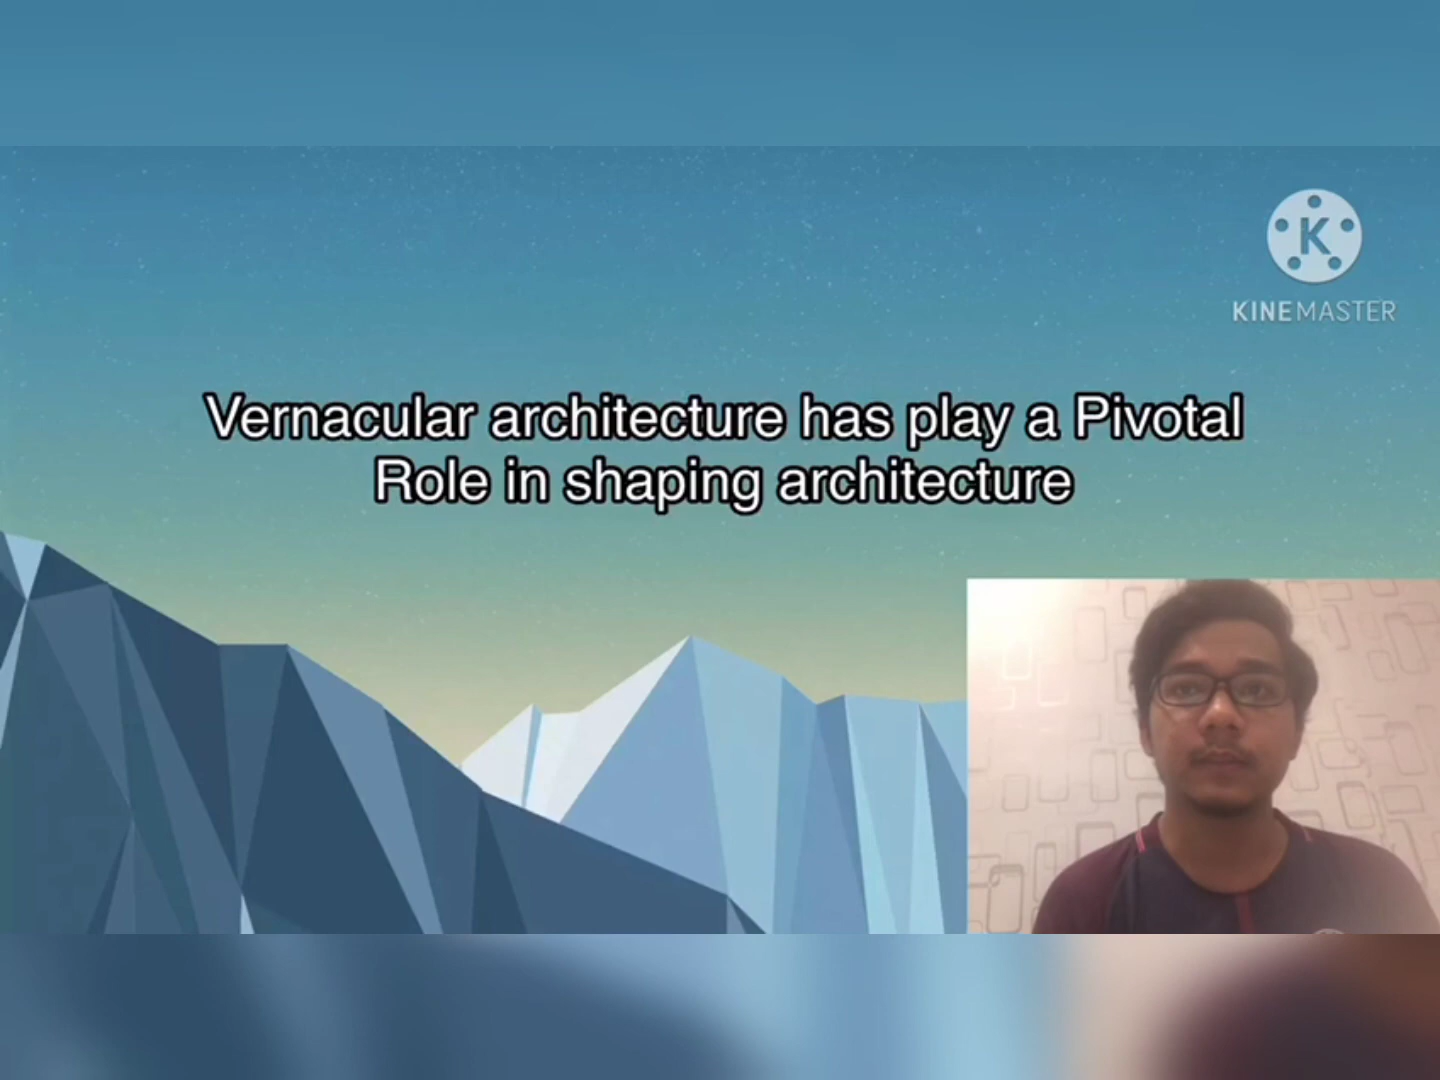 K
KINEMASTER
Vernacular architecture has play a Pivotal
Role in shaping architecture